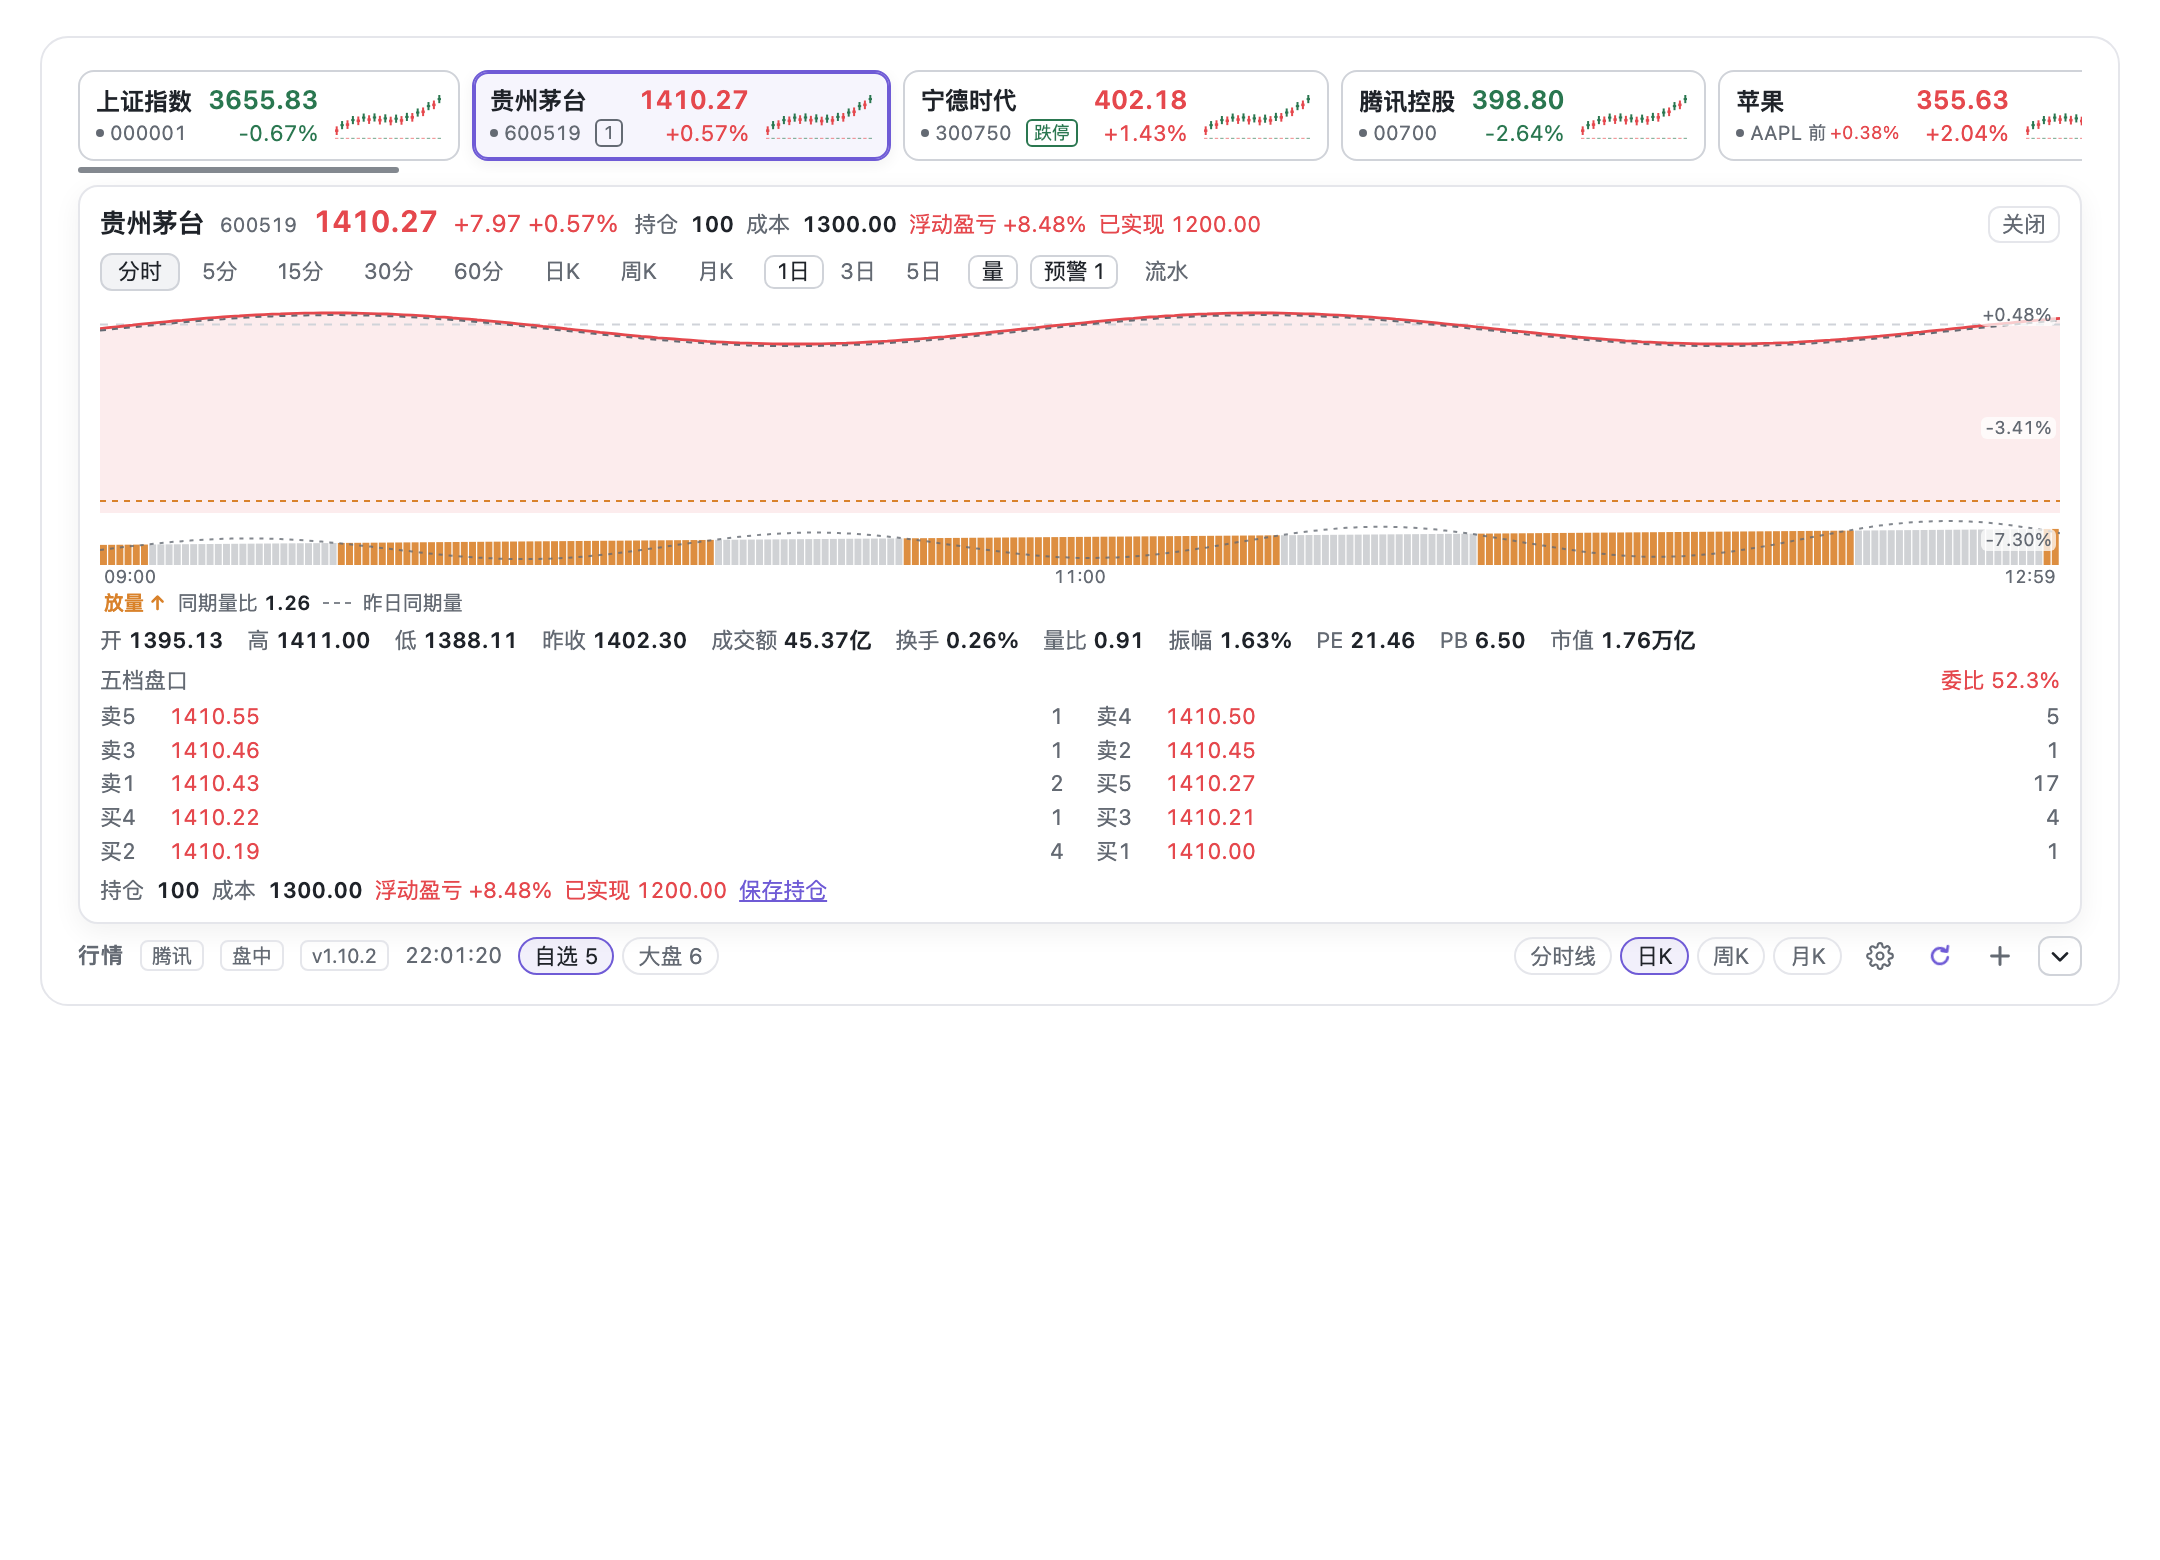 上证指数 3655.83
000001 -0.67%
贵州茅台 1410.27
600519 1 +0.57%
宁德时代 402.18
300750 跌停 +1.43%
腾讯控股 398.80
00700 -2.64%
苹果 355.63
AAPL 前 +0.38% +2.04%
贵州茅台 600519 1410.27 +7.97 +0.57% 持仓 100 成本 1300.00 浮动盈亏 +8.48% 已实现 1200.00 关闭
分时 5分 15分 30分 60分 日K 周K 月K 1日 3日 5日 量 预警 1 流水
+0.48%
-3.41%
-7.30%
09:00 11:00 12:59
放量 ↑ 同期量比 1.26 --- 昨日同期量
开 1395.13 高 1411.00 低 1388.11 昨收 1402.30 成交额 45.37亿 换手 0.26% 量比 0.91 振幅 1.63% PE 21.46 PB 6.50 市值 1.76万亿
五档盘口 委比 52.3%
卖5 1410.55 1 卖4 1410.50 5
卖3 1410.46 1 卖2 1410.45 1
卖1 1410.43 2 买5 1410.27 17
买4 1410.22 1 买3 1410.21 4
买2 1410.19 4 买1 1410.00 1
持仓 100 成本 1300.00 浮动盈亏 +8.48% 已实现 1200.00 保存持仓
行情 腾讯 盘中 v1.10.2 22:01:20 自选 5 大盘 6 分时线 日K 周K 月K